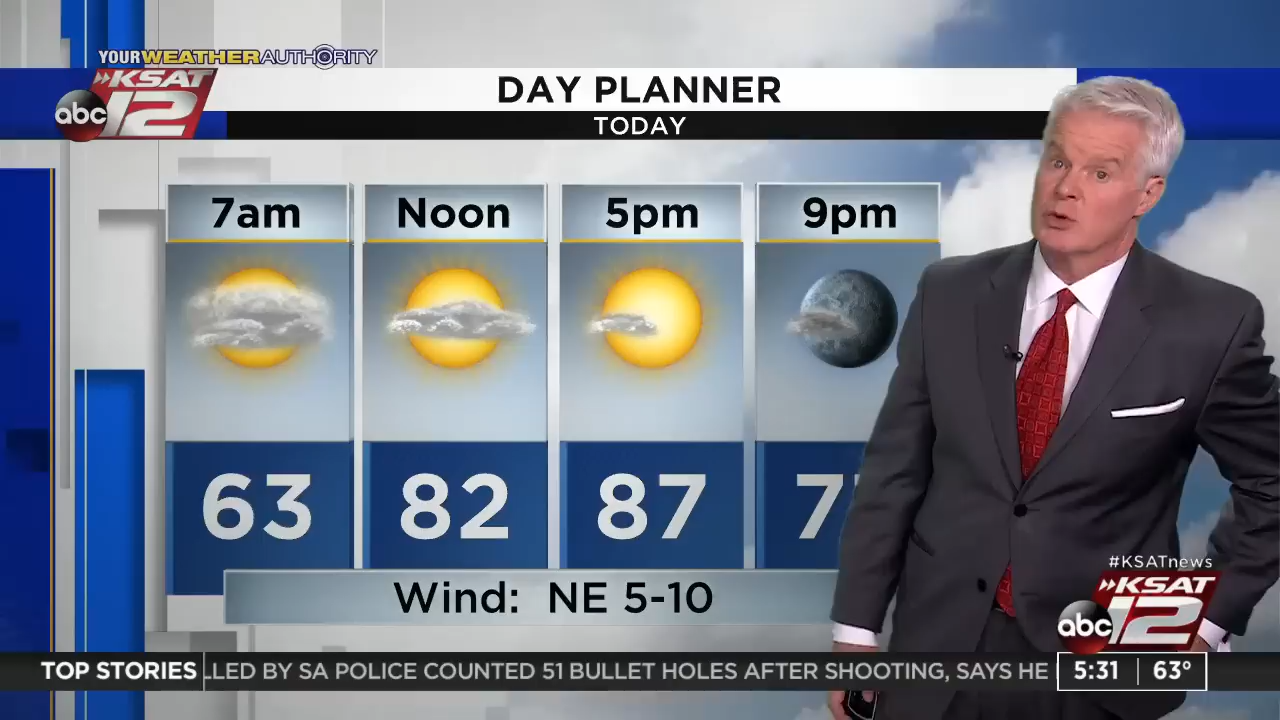 YOUR WEATHER AUTHORITY
KSAT
abc 12
DAY PLANNER
TODAY
7am
Noon
5pm
9pm
63
82
87
Wind: NE 5-10
#KSATnews
KSAT
abc 12
TOP STORIES
LED BY SA POLICE COUNTED 51 BULLET HOLES AFTER SHOOTING, SAYS HE
5:31
63°